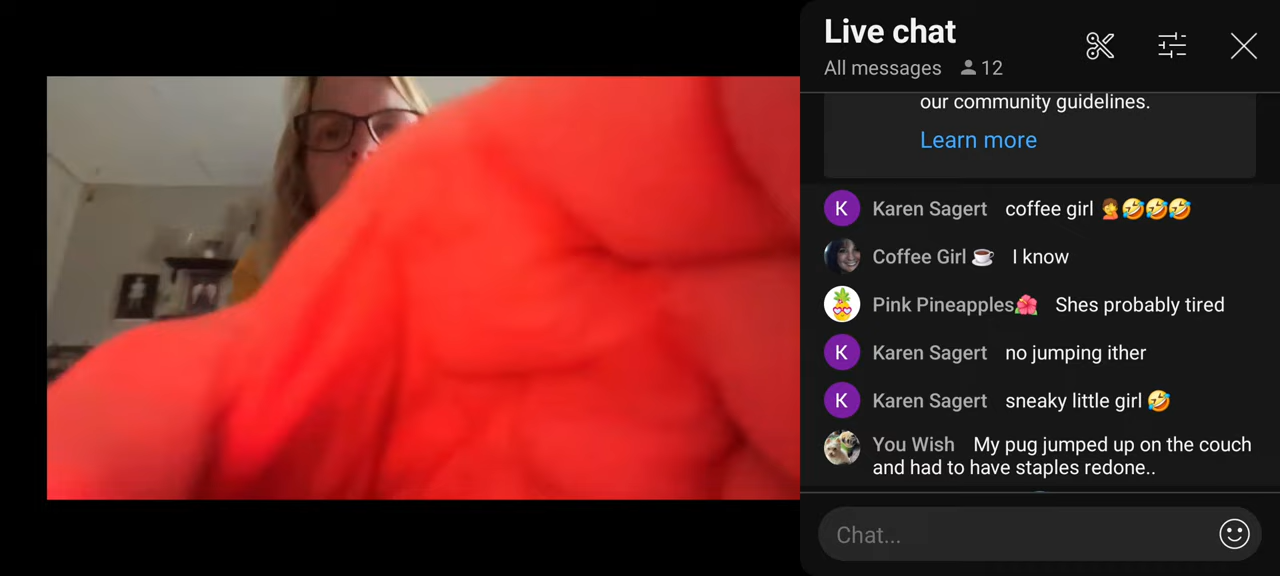 Live chat
All messages 12
our community guidelines.
Learn more
K Karen Sagert coffee girl 🤦🤣🤣🤣
Coffee Girl ☕ I know
Pink Pineapples🌺 Shes probably tired
K Karen Sagert no jumping ither
K Karen Sagert sneaky little girl 🤣
You Wish My pug jumped up on the couch
and had to have staples redone..
Chat...